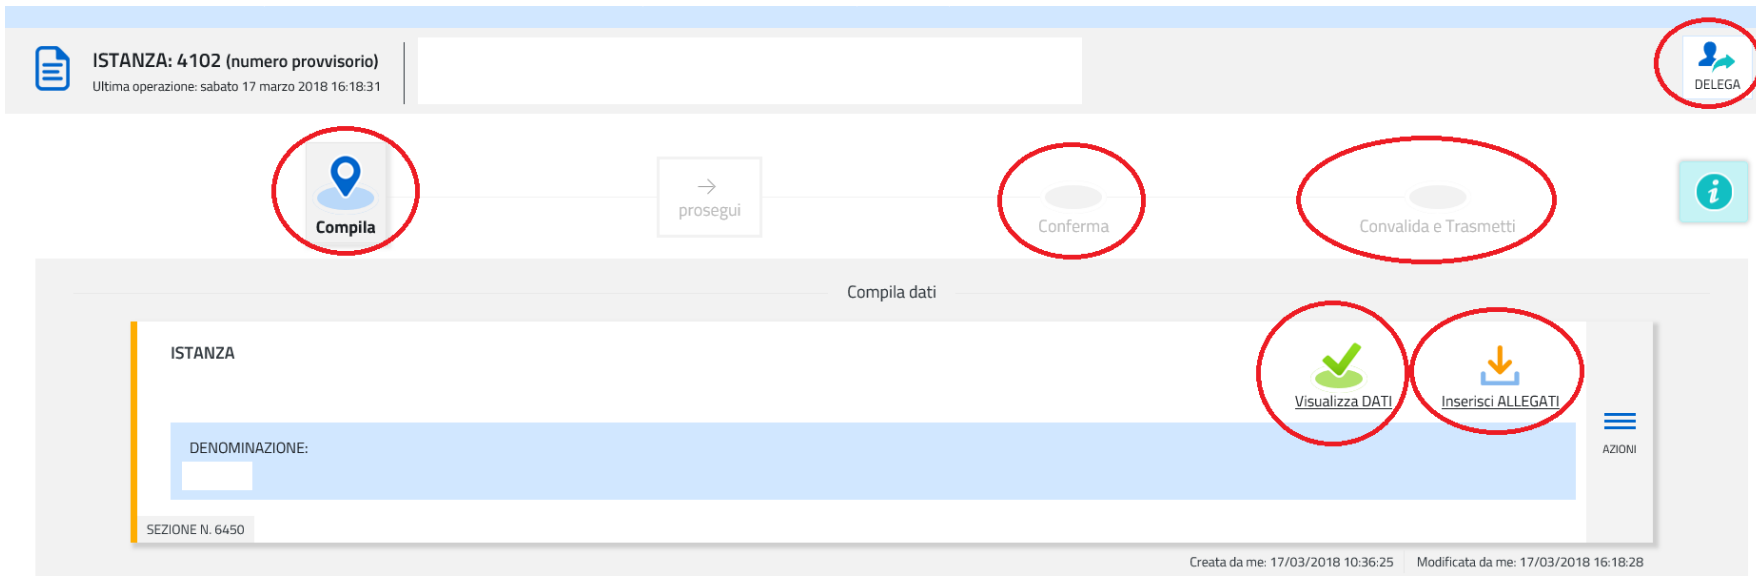 ISTANZA: 4102 (numero provvisorio)
Ultima operazione: sabato 17 marzo 2018 16:18:31
DELEGA
Compila
prosegui
Conferma
Convalida e Trasmetti
Compila dati
ISTANZA
Visualizza DATI
Inserisci ALLEGATI
DENOMINAZIONE:
AZIONI
SEZIONE N. 6450
Creata da me: 17/03/2018 10:36:25
Modificata da me: 17/03/2018 16:18:28